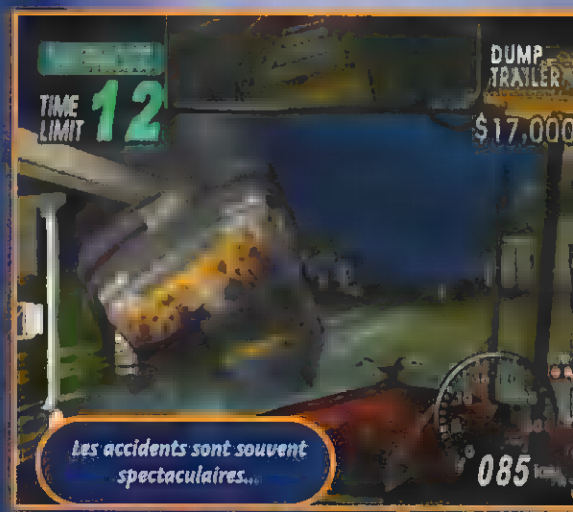 DUMP
TRAILER
TIME
LIMIT 12
$17,000
Les accidents sont souvent
spectaculaires...
085